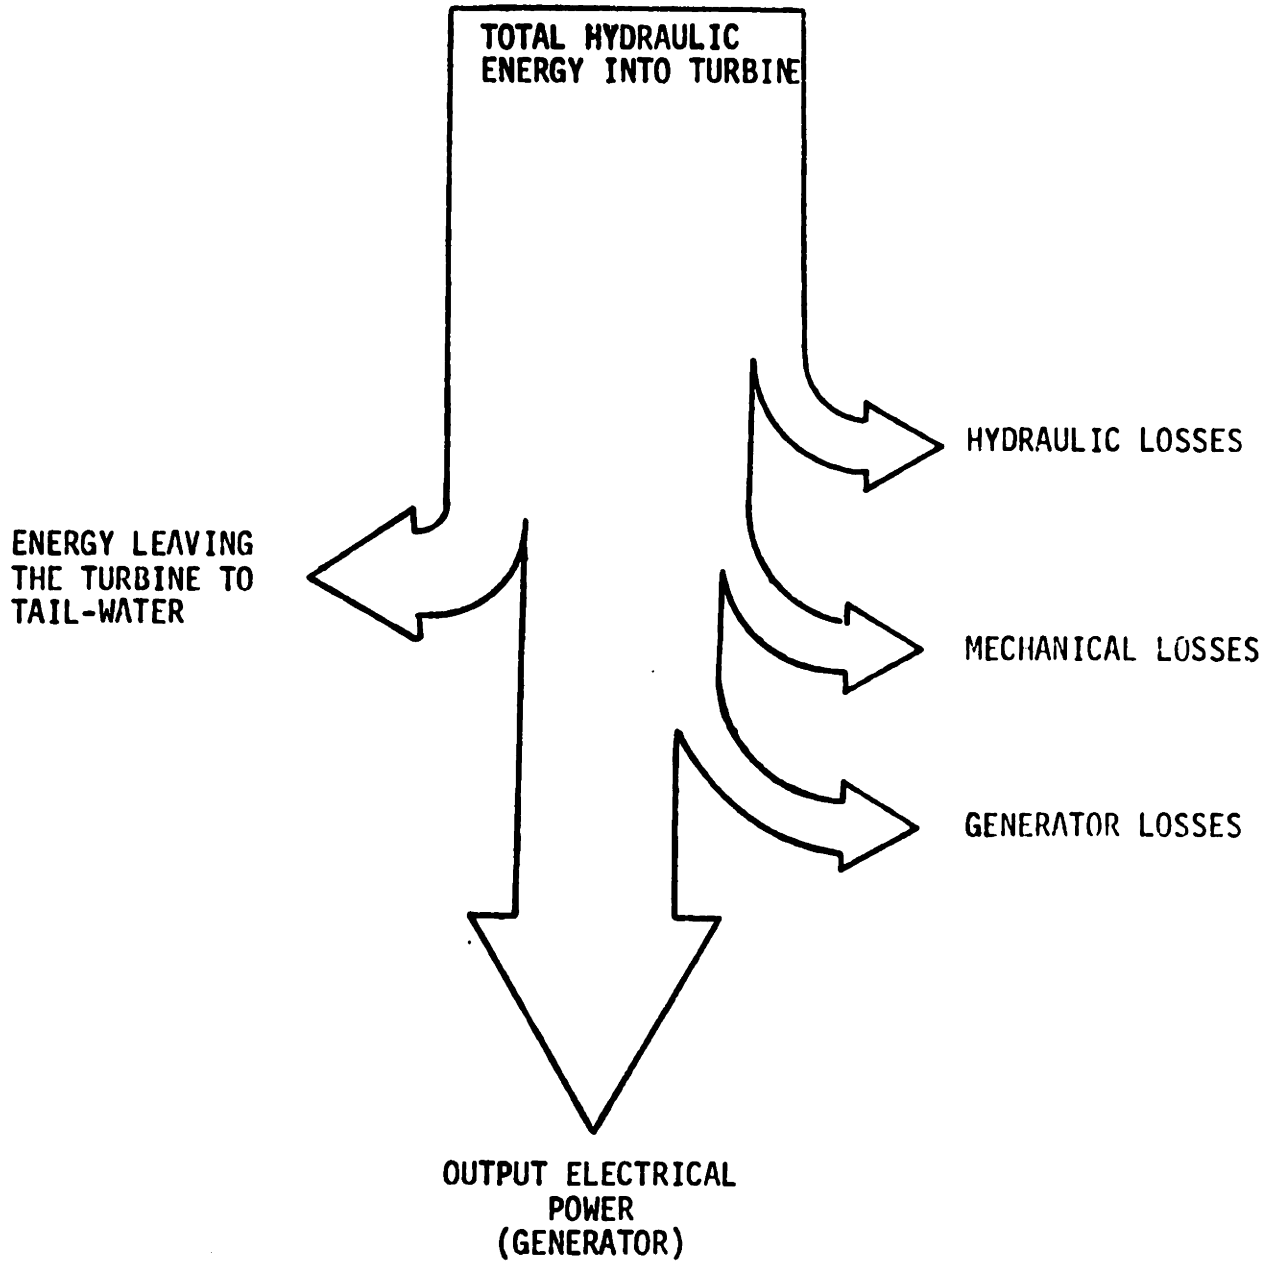 TOTAL HYDRAULIC
ENERGY INTO TURBINE
HYDRAULIC LOSSES
ENERGY LEAVING
THE TURBINE TO
TAIL-WATER
MECHANICAL LOSSES
GENERATOR LOSSES
OUTPUT ELECTRICAL
POWER
(GENERATOR)